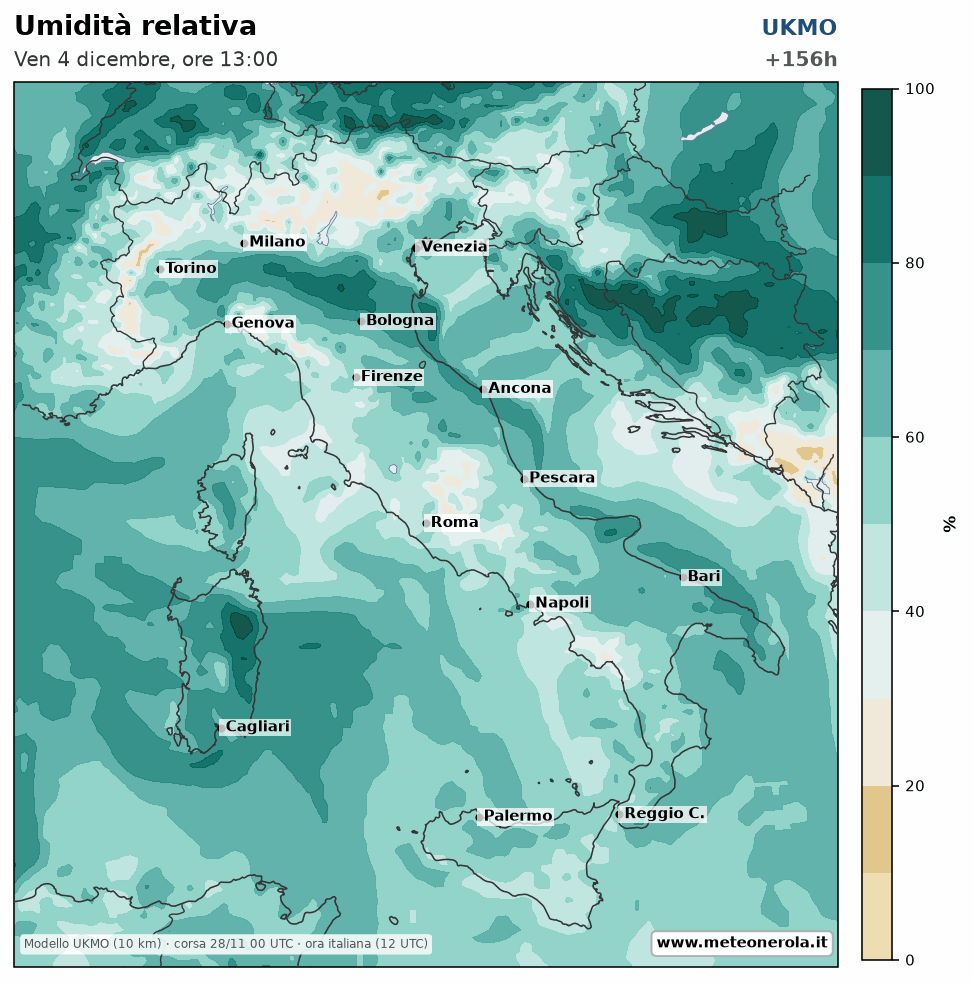 Umidità relativa
UKMO
Ven 4 dicembre, ore 13:00
+156h
100
80
60
40
20
0
%
Milano
Venezia
Torino
Genova
Bologna
Firenze
Ancona
Pescara
Roma
Bari
Napoli
Cagliari
Palermo
Reggio C.
Modello UKMO (10 km) · corsa 28/11 00 UTC · ora italiana (12 UTC)
www.meteonerola.it